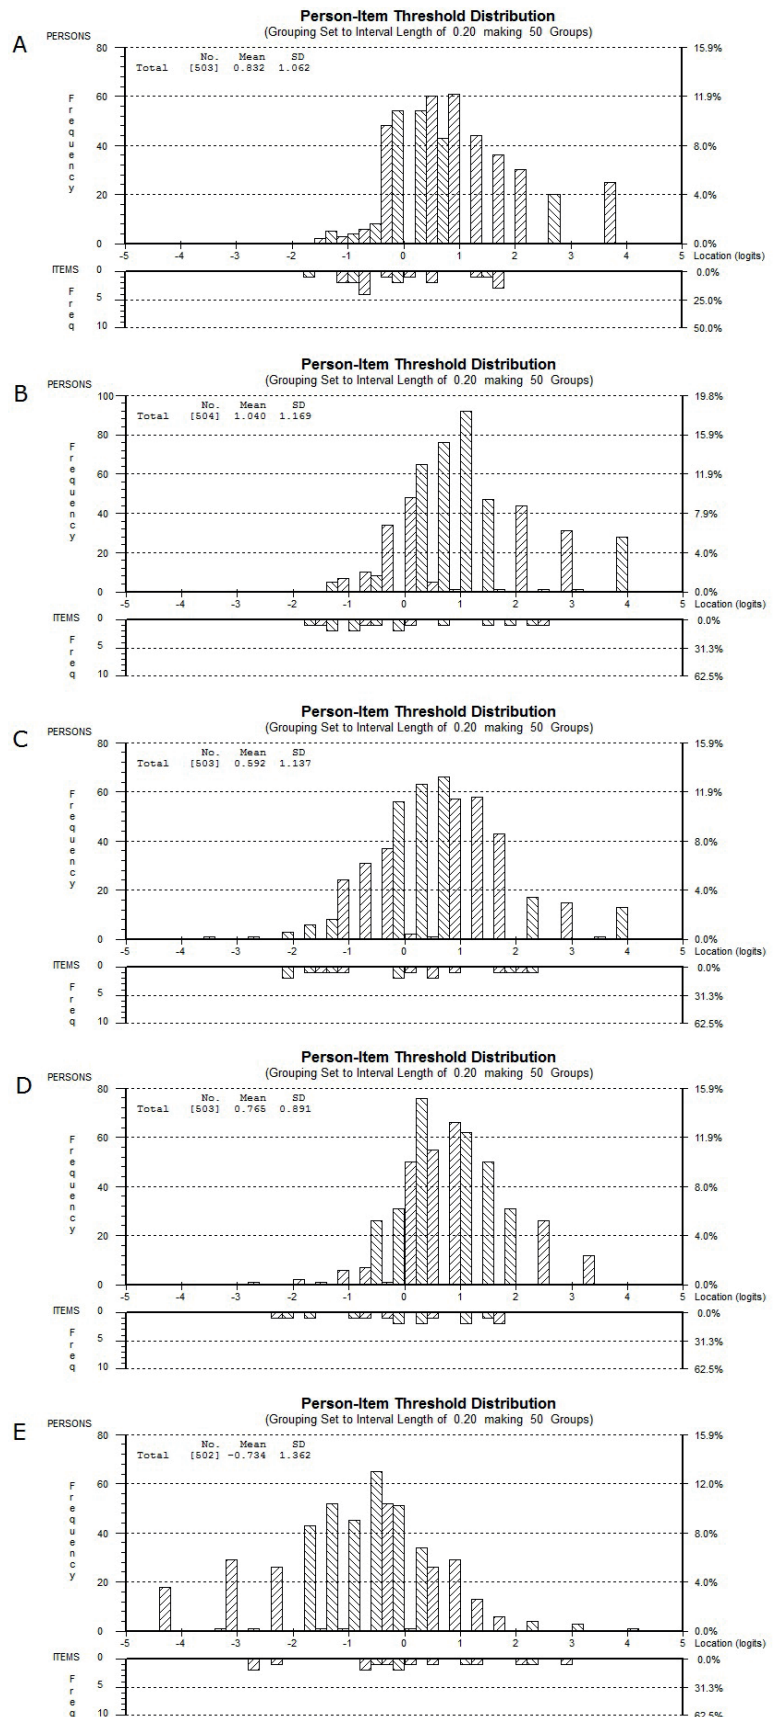 Person-Item Threshold Distribution
(Grouping Set to Interval Length of 0.20 making 50 Groups)
A PERSONS
No. Mean SD
Total [503] 0.832 1.062
Frequency
80 60 40 20 0
15.9% 11.9% 8.0% 4.0% 0.0%
-5 -4 -3 -2 -1 0 1 2 3 4 5 Location (logits)
ITEMS
Freq
0 5 10
0.0% 25.0% 50.0%
Person-Item Threshold Distribution
(Grouping Set to Interval Length of 0.20 making 50 Groups)
B PERSONS
No. Mean SD
Total [504] 1.040 1.169
Frequency
100 80 60 40 20 0
19.8% 15.9% 11.9% 7.9% 4.0% 0.0%
-5 -4 -3 -2 -1 0 1 2 3 4 5 Location (logits)
ITEMS
Freq
0 5 10
0.0% 31.3% 62.5%
Person-Item Threshold Distribution
(Grouping Set to Interval Length of 0.20 making 50 Groups)
C PERSONS
No. Mean SD
Total [503] 0.592 1.137
Frequency
80 60 40 20 0
15.9% 11.9% 8.0% 4.0% 0.0%
-5 -4 -3 -2 -1 0 1 2 3 4 5 Location (logits)
ITEMS
Freq
0 5 10
0.0% 31.3% 62.5%
Person-Item Threshold Distribution
(Grouping Set to Interval Length of 0.20 making 50 Groups)
D PERSONS
No. Mean SD
Total [503] 0.765 0.891
Frequency
80 60 40 20 0
15.9% 11.9% 8.0% 4.0% 0.0%
-5 -4 -3 -2 -1 0 1 2 3 4 5 Location (logits)
ITEMS
Freq
0 5 10
0.0% 31.3% 62.5%
Person-Item Threshold Distribution
(Grouping Set to Interval Length of 0.20 making 50 Groups)
E PERSONS
No. Mean SD
Total [502] -0.734 1.362
Frequency
80 60 40 20 0
15.9% 12.0% 8.0% 4.0% 0.0%
-5 -4 -3 -2 -1 0 1 2 3 4 5 Location (logits)
ITEMS
Freq
0 5 10
0.0% 31.3% 62.5%